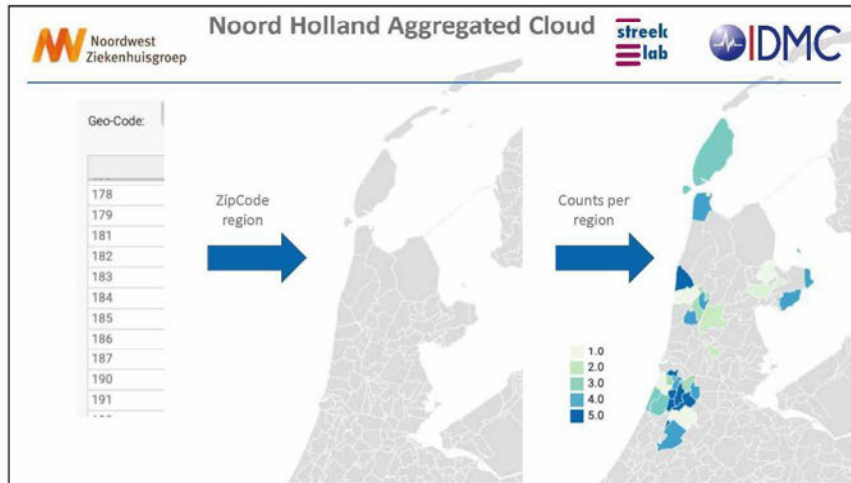 Noord Holland Aggregated Cloud
Noordwest
Ziekenhuisgroep
streek
lab
IDMC
Geo-Code:
178
179
181
182
183
184
185
186
187
190
191
ZipCode
region
Counts per
region
1.0
2.0
3.0
4.0
5.0